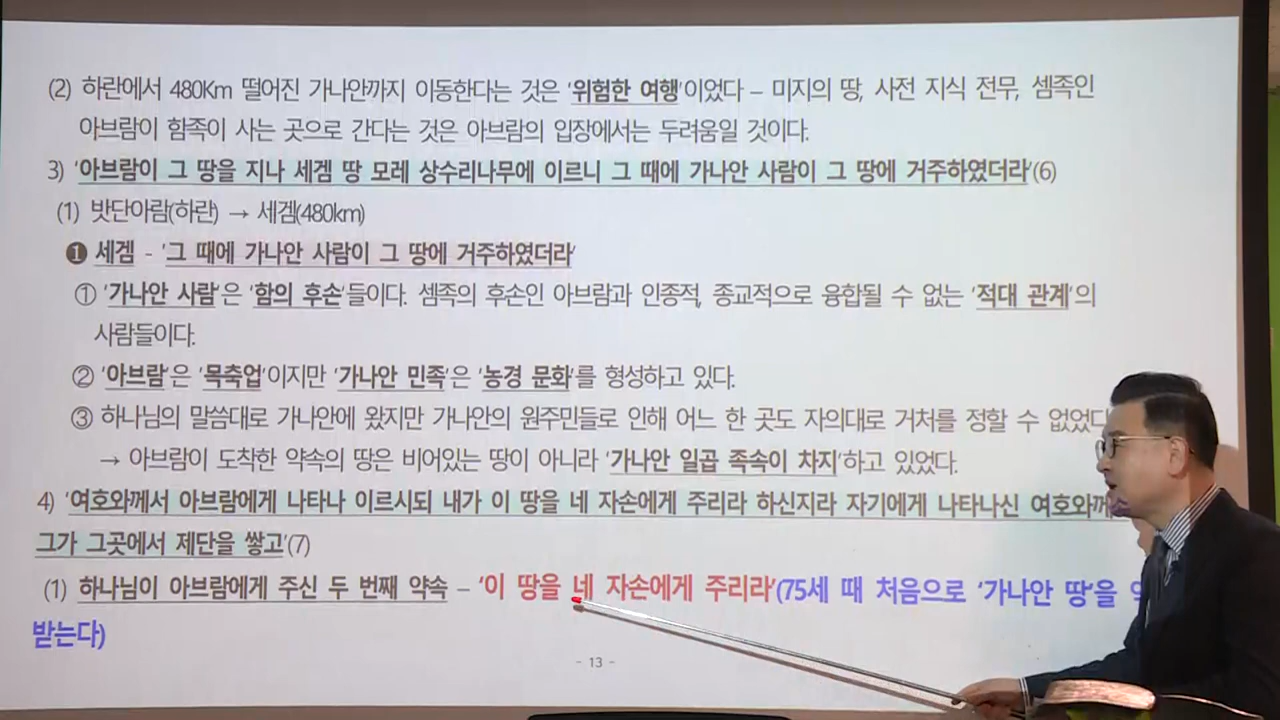 (2) 하란에서 480Km 떨어진 가나안까지 이동한다는 것은 '위험한 여행'이었다 – 미지의 땅, 사전 지식 전무, 셈족인
아브람이 함족이 사는 곳으로 간다는 것은 아브람의 입장에서는 두려움일 것이다.
3) '아브람이 그 땅을 지나 세겜 땅 모레 상수리나무에 이르니 그 때에 가나안 사람이 그 땅에 거주하였더라'(6)
(1) 밧단아람(하란) → 세겜(480km)
❶ 세겜 - '그 때에 가나안 사람이 그 땅에 거주하였더라'
① '가나안 사람'은 '함의 후손'들이다. 셈족의 후손인 아브람과 인종적, 종교적으로 융합될 수 없는 '적대 관계'의
사람들이다.
② '아브람'은 '목축업'이지만 '가나안 민족'은 '농경 문화'를 형성하고 있다.
③ 하나님의 말씀대로 가나안에 왔지만 가나안의 원주민들로 인해 어느 한 곳도 자의대로 거처를 정할 수 없었다
→ 아브람이 도착한 약속의 땅은 비어있는 땅이 아니라 '가나안 일곱 족속이 차지'하고 있었다.
4) '여호와께서 아브람에게 나타나 이르시되 내가 이 땅을 네 자손에게 주리라 하신지라 자기에게 나타나신 여호와께
그가 그곳에서 제단을 쌓고'(7)
(1) 하나님이 아브람에게 주신 두 번째 약속 – '이 땅을 네 자손에게 주리라'(75세 때 처음으로 '가나안 땅'을
받는다)
- 13 -